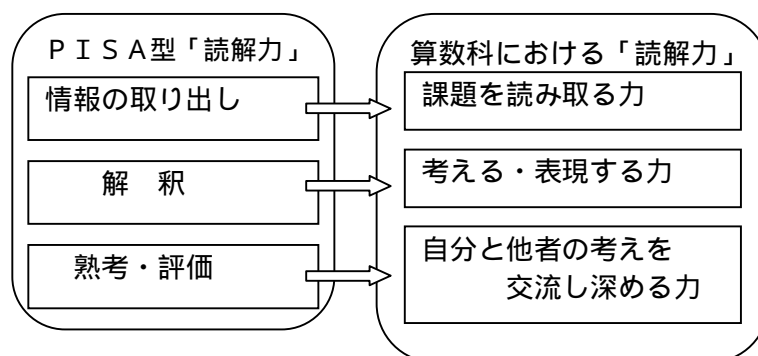 ＰＩＳＡ型「読解力」
情報の取り出し
解　釈
熟考・評価
算数科における「読解力」
課題を読み取る力
考える・表現する力
自分と他者の考えを
交流し深める力